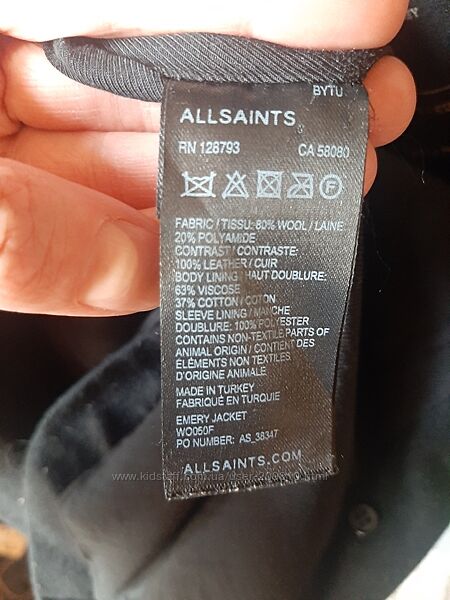 BYTU
ALLSAINTS
RN 128793 CA 58080
F
FABRIC / TISSU: 80% WOOL / LAINE
20% POLYAMIDE
CONTRAST / CONTRASTE:
100% LEATHER / CUIR
BODY LINING / HAUT DOUBLURE:
63% VISCOSE
37% COTTON / COTON
SLEEVE LINING / MANCHE
DOUBLURE: 100% POLYESTER
CONTAINS NON-TEXTILE PARTS OF
ANIMAL ORIGIN / CONTIENT DES
ÉLÉMENTS NON TEXTILES
D'ORIGINE ANIMALE
MADE IN TURKEY
FABRIQUÉ EN TURQUIE
EMERY JACKET
WO050F
PO NUMBER: AS_38347
ALLSAINTS.COM